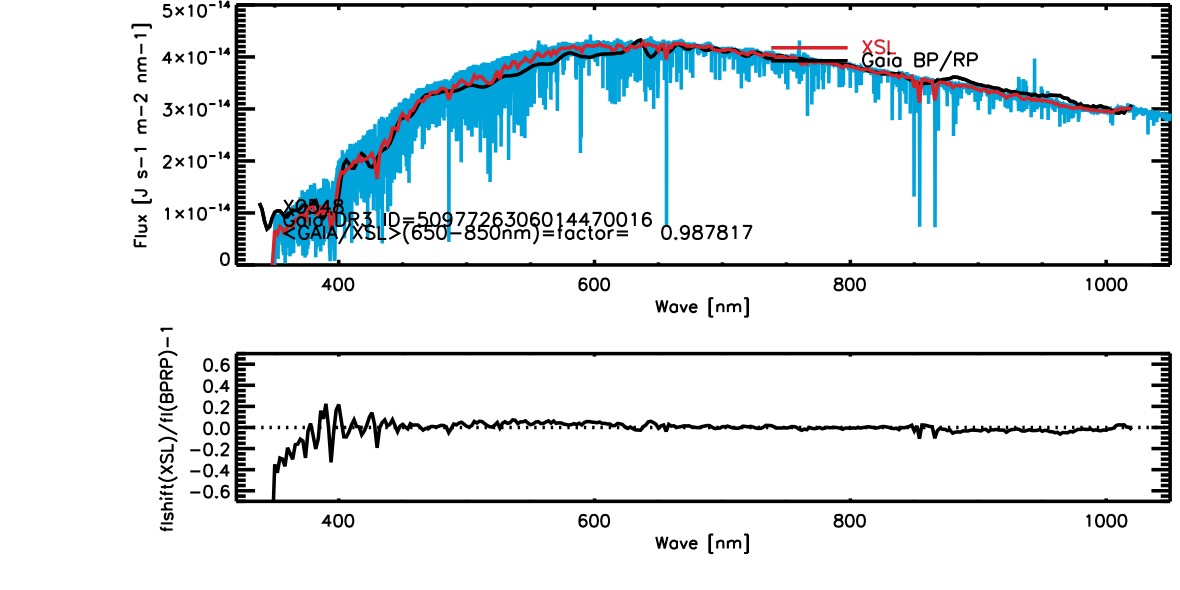 5×10−14
4×10−14
3×10−14
2×10−14
1×10−14
0
Flux [J s−1 m−2 nm−1]
XSL
Gaia BP/RP
X0548
Gaia DR3 ID=5097726306014470016
<GAIA/XSL>(650−850nm)=factor= 0.987817
400 600 800 1000
Wave [nm]
flshift(XSL)/fl(BPRP)−1
0.6
0.4
0.2
0.0
−0.2
−0.4
−0.6
400 600 800 1000
Wave [nm]